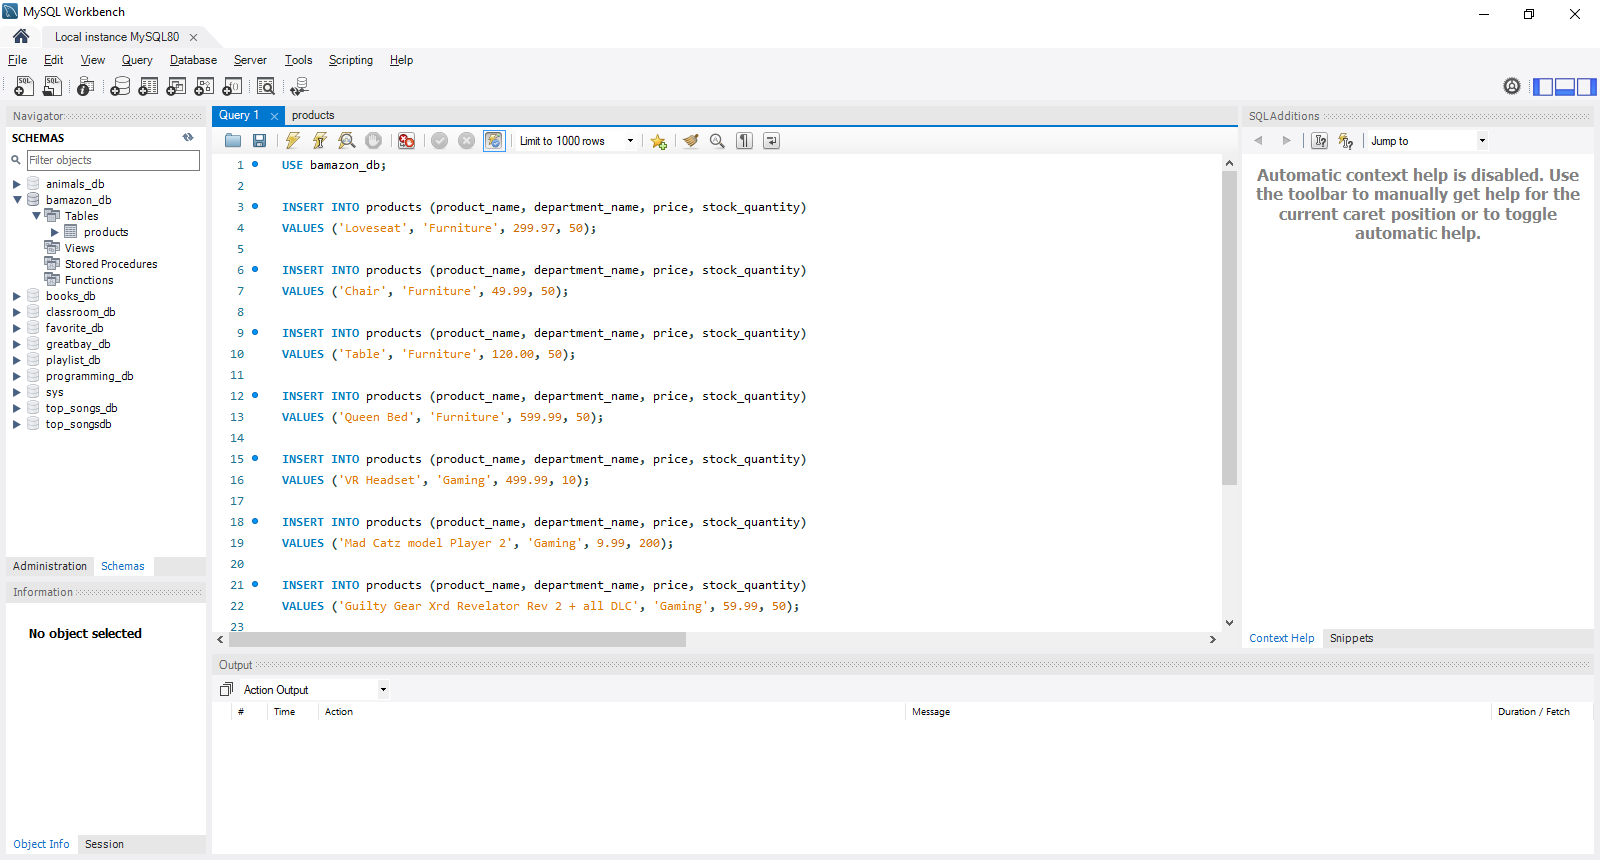 MySQL Workbench
Local instance MySQL80
File Edit View Query Database Server Tools Scripting Help
Navigator
SCHEMAS
Filter objects
animals_db
bamazon_db
Tables
products
Views
Stored Procedures
Functions
books_db
classroom_db
favorite_db
greatbay_db
playlist_db
programming_db
sys
top_songs_db
top_songsdb
Administration Schemas
Information
No object selected
Object Info Session
Query 1 products
Limit to 1000 rows
1 USE bamazon_db;
2
3 INSERT INTO products (product_name, department_name, price, stock_quantity)
4 VALUES ('Loveseat', 'Furniture', 299.97, 50);
5
6 INSERT INTO products (product_name, department_name, price, stock_quantity)
7 VALUES ('Chair', 'Furniture', 49.99, 50);
8
9 INSERT INTO products (product_name, department_name, price, stock_quantity)
10 VALUES ('Table', 'Furniture', 120.00, 50);
11
12 INSERT INTO products (product_name, department_name, price, stock_quantity)
13 VALUES ('Queen Bed', 'Furniture', 599.99, 50);
14
15 INSERT INTO products (product_name, department_name, price, stock_quantity)
16 VALUES ('VR Headset', 'Gaming', 499.99, 10);
17
18 INSERT INTO products (product_name, department_name, price, stock_quantity)
19 VALUES ('Mad Catz model Player 2', 'Gaming', 9.99, 200);
20
21 INSERT INTO products (product_name, department_name, price, stock_quantity)
22 VALUES ('Guilty Gear Xrd Revelator Rev 2 + all DLC', 'Gaming', 59.99, 50);
23
SQLAdditions
Jump to
Automatic context help is disabled. Use
the toolbar to manually get help for the
current caret position or to toggle
automatic help.
Context Help Snippets
Output
Action Output
# Time Action Message Duration / Fetch